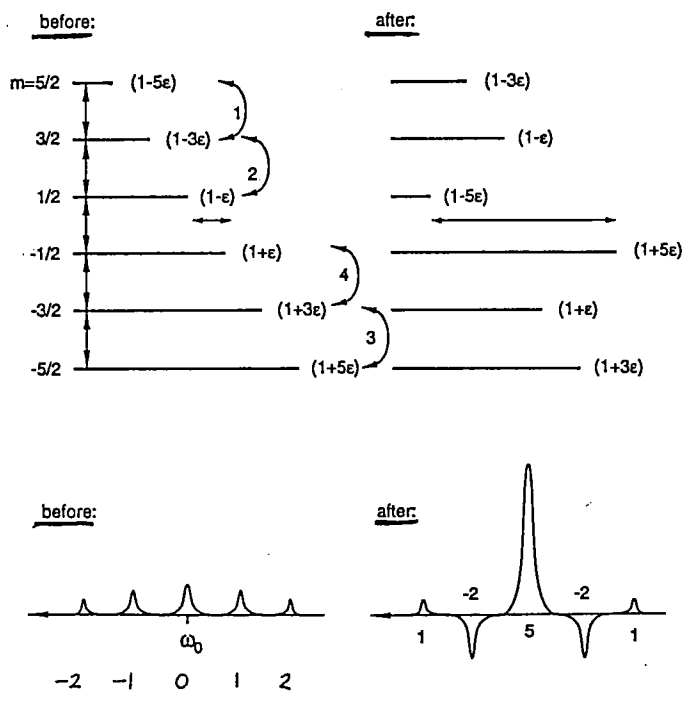 before:
after:
m=5/2 (1-5ε) (1-3ε)
1
3/2 (1-3ε) (1-ε)
2
1/2 (1-ε) (1-5ε)
-1/2 (1+ε) (1+5ε)
4
-3/2 (1+3ε) (1+ε)
3
-5/2 (1+5ε) (1+3ε)
before:
after:
-2 -2
1 5 1
ω₀
-2 -1 0 1 2